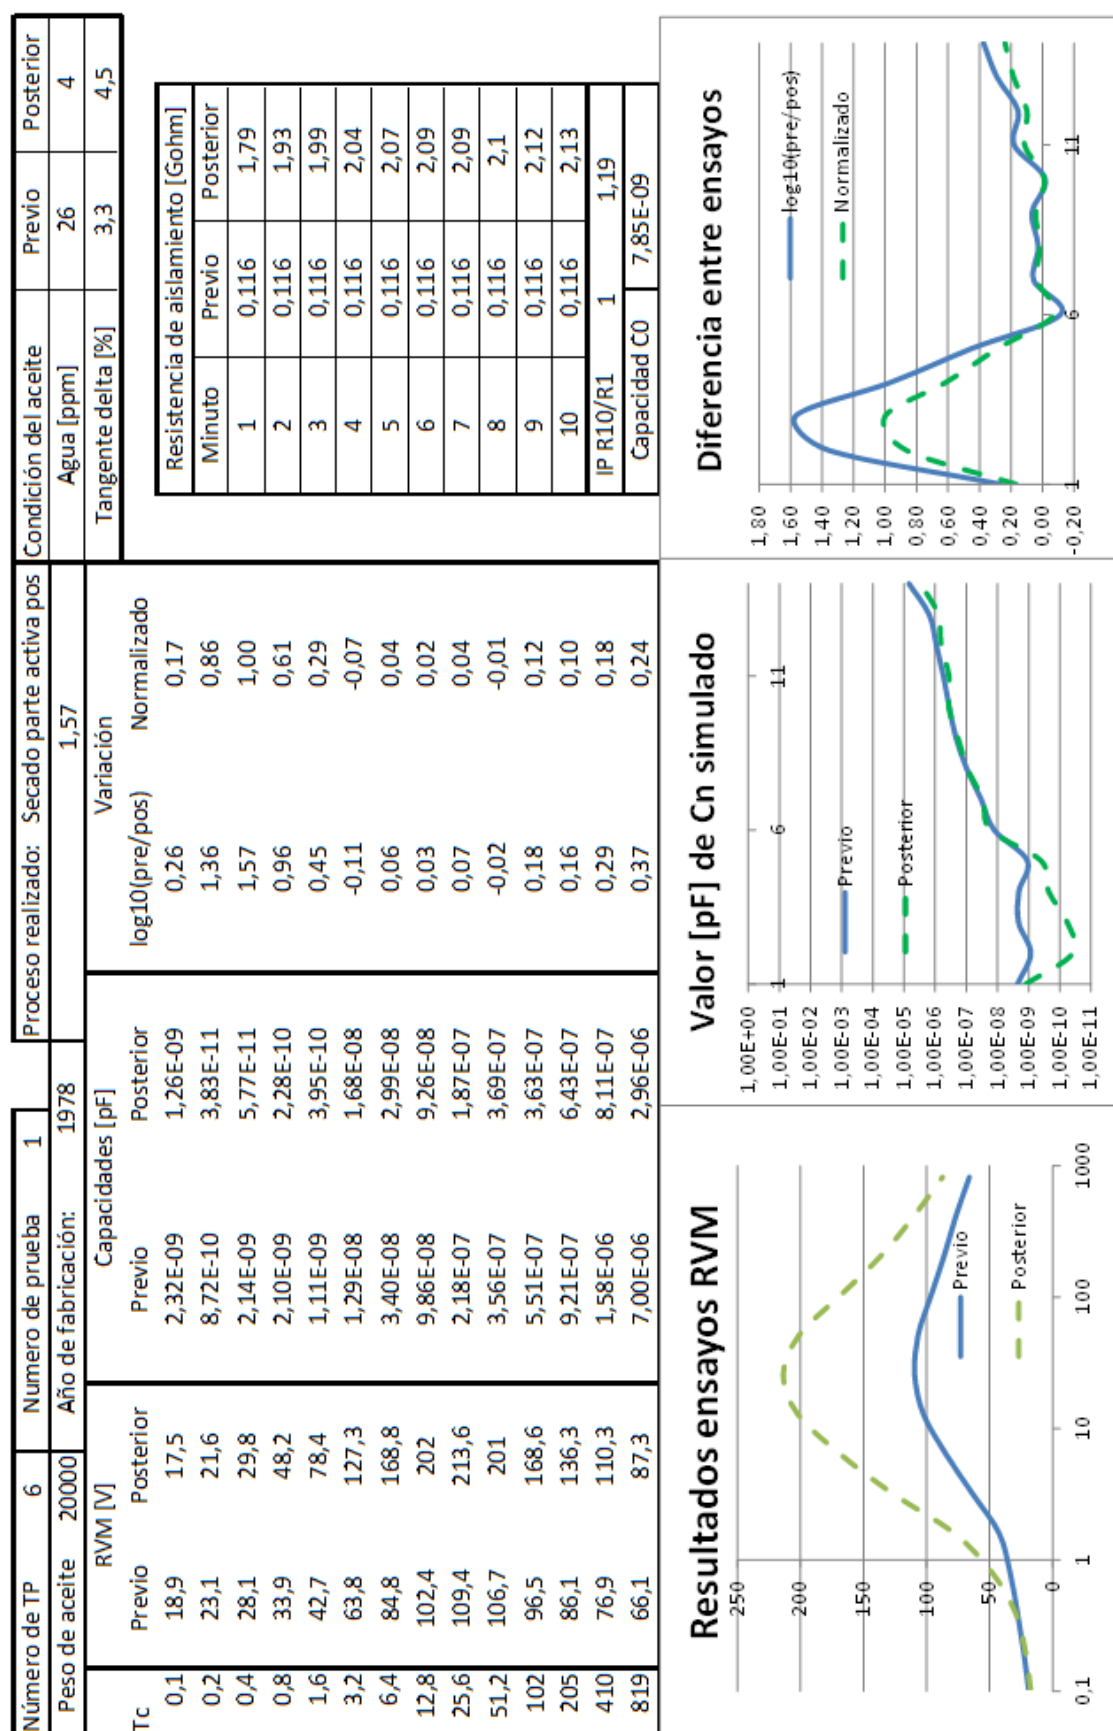 Número de TP 6 Numero de prueba 1 Proceso realizado: Secado parte activa pos Condición del aceite Previo Posterior
Peso de aceite 20000 Año de fabricación: 1978 1,57 Agua [ppm] 26 4
Tangente delta [%] 3,3 4,5
RVM [V] Capacidades [pF] Variación
Tc Previo Posterior Previo Posterior log10(pre/pos) Normalizado
0,1 18,9 17,5 2,32E-09 1,26E-09 0,26 0,17
0,2 23,1 21,6 8,72E-10 3,83E-11 1,36 0,86
0,4 28,1 29,8 2,14E-09 5,77E-11 1,57 1,00
0,8 33,9 48,2 2,10E-09 2,28E-10 0,96 0,61
1,6 42,7 78,4 1,11E-09 3,95E-10 0,45 0,29
3,2 63,8 127,3 1,29E-08 1,68E-08 -0,11 -0,07
6,4 84,8 168,8 3,40E-08 2,99E-08 0,06 0,04
12,8 102,4 202 9,86E-08 9,26E-08 0,03 0,02
25,6 109,4 213,6 2,18E-07 1,87E-07 0,07 0,04
51,2 106,7 201 3,56E-07 3,69E-07 -0,02 -0,01
102 96,5 168,6 5,51E-07 3,63E-07 0,18 0,12
205 86,1 136,3 9,21E-07 6,43E-07 0,16 0,10
410 76,9 110,3 1,58E-06 8,11E-07 0,29 0,18
819 66,1 87,3 7,00E-06 2,96E-06 0,37 0,24
Resistencia de aislamiento [Gohm]
Minuto Previo Posterior
1 0,116 1,79
2 0,116 1,93
3 0,116 1,99
4 0,116 2,04
5 0,116 2,07
6 0,116 2,09
7 0,116 2,09
8 0,116 2,1
9 0,116 2,12
10 0,116 2,13
IP R10/R1 1 1,19
Capacidad C0 7,85E-09
Resultados ensayos RVM
250
200
150
100
50
0
0,1 1 10 100 1000
Previo
Posterior
Valor [pF] de Cn simulado
1,00E+00
1,00E-01
1,00E-02
1,00E-03
1,00E-04
1,00E-05
1,00E-06
1,00E-07
1,00E-08
1,00E-09
1,00E-10
1,00E-11
1 6 11
Previo
Posterior
Diferencia entre ensayos
1,80
1,60
1,40
1,20
1,00
0,80
0,60
0,40
0,20
0,00
-0,20
1 6 11
log10(pre/pos)
Normalizado